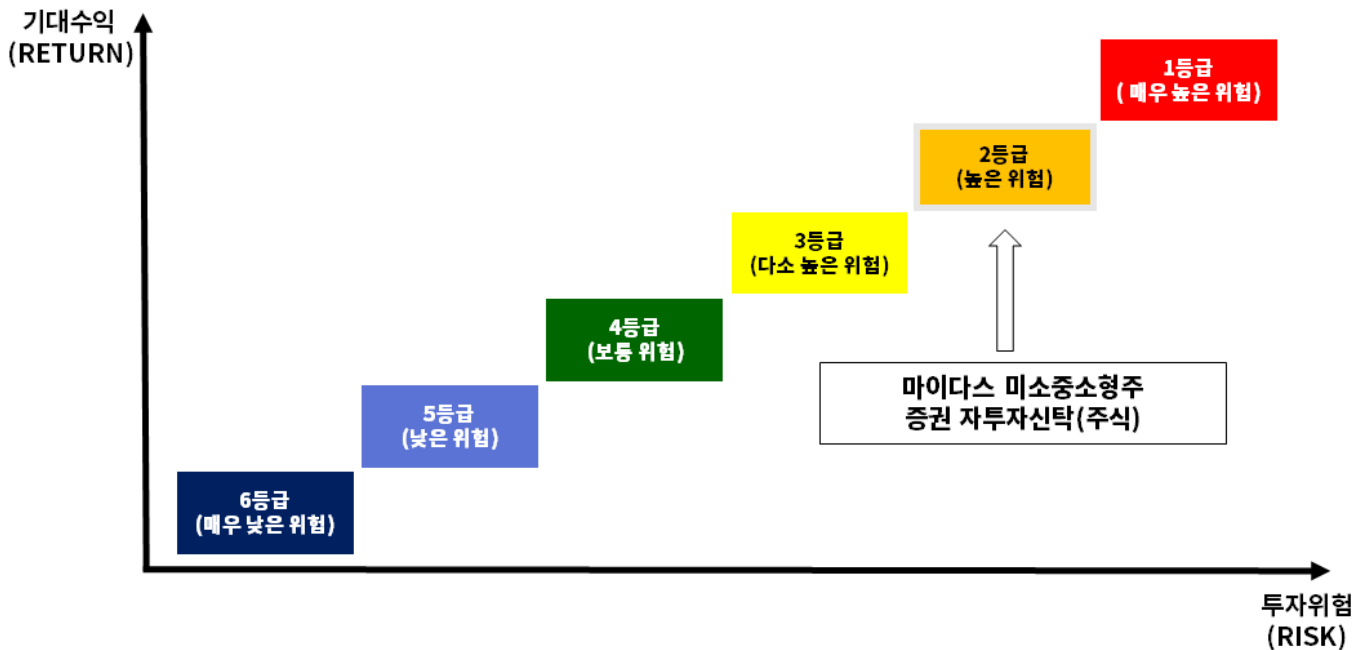 기대수익
(RETURN)
1등급
( 매우 높은 위험)
2등급
(높은 위험)
3등급
(다소 높은 위험)
4등급
(보통 위험)
마이다스 미소중소형주
증권 자투자신탁(주식)
5등급
(낮은 위험)
6등급
(매우 낮은 위험)
투자위험
(RISK)